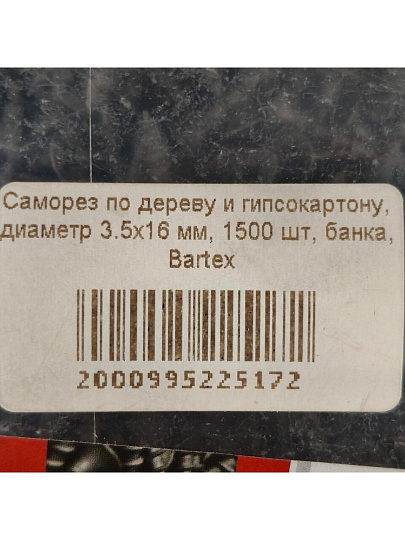 Саморез по дереву и гипсокартону,
диаметр 3.5х16 мм, 1500 шт, банка,
Bartex
2000995225172